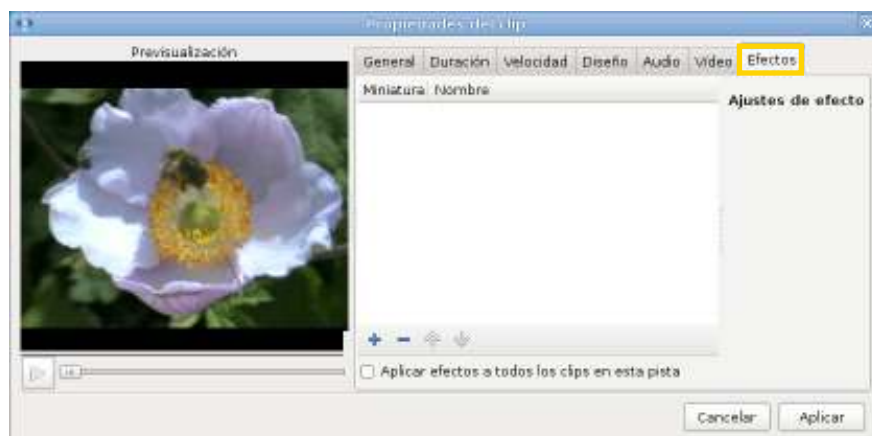 Propiedades del clip
Previsualización
General Duración Velocidad Diseño Audio Vídeo Efectos
Miniatura Nombre
Ajustes de efecto
Aplicar efectos a todos los clips en esta pista
Cancelar Aplicar